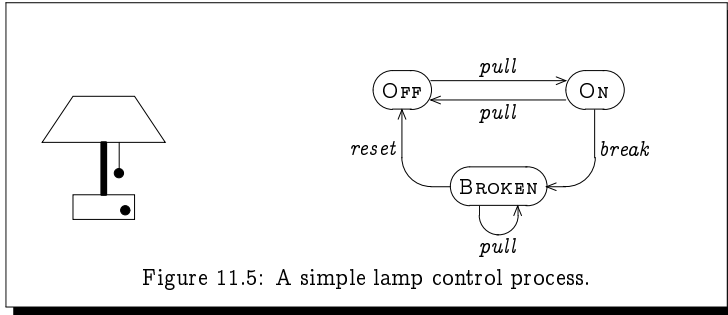 pull
OFF
ON
pull
reset
break
BROKEN
pull
Figure 11.5: A simple lamp control process.